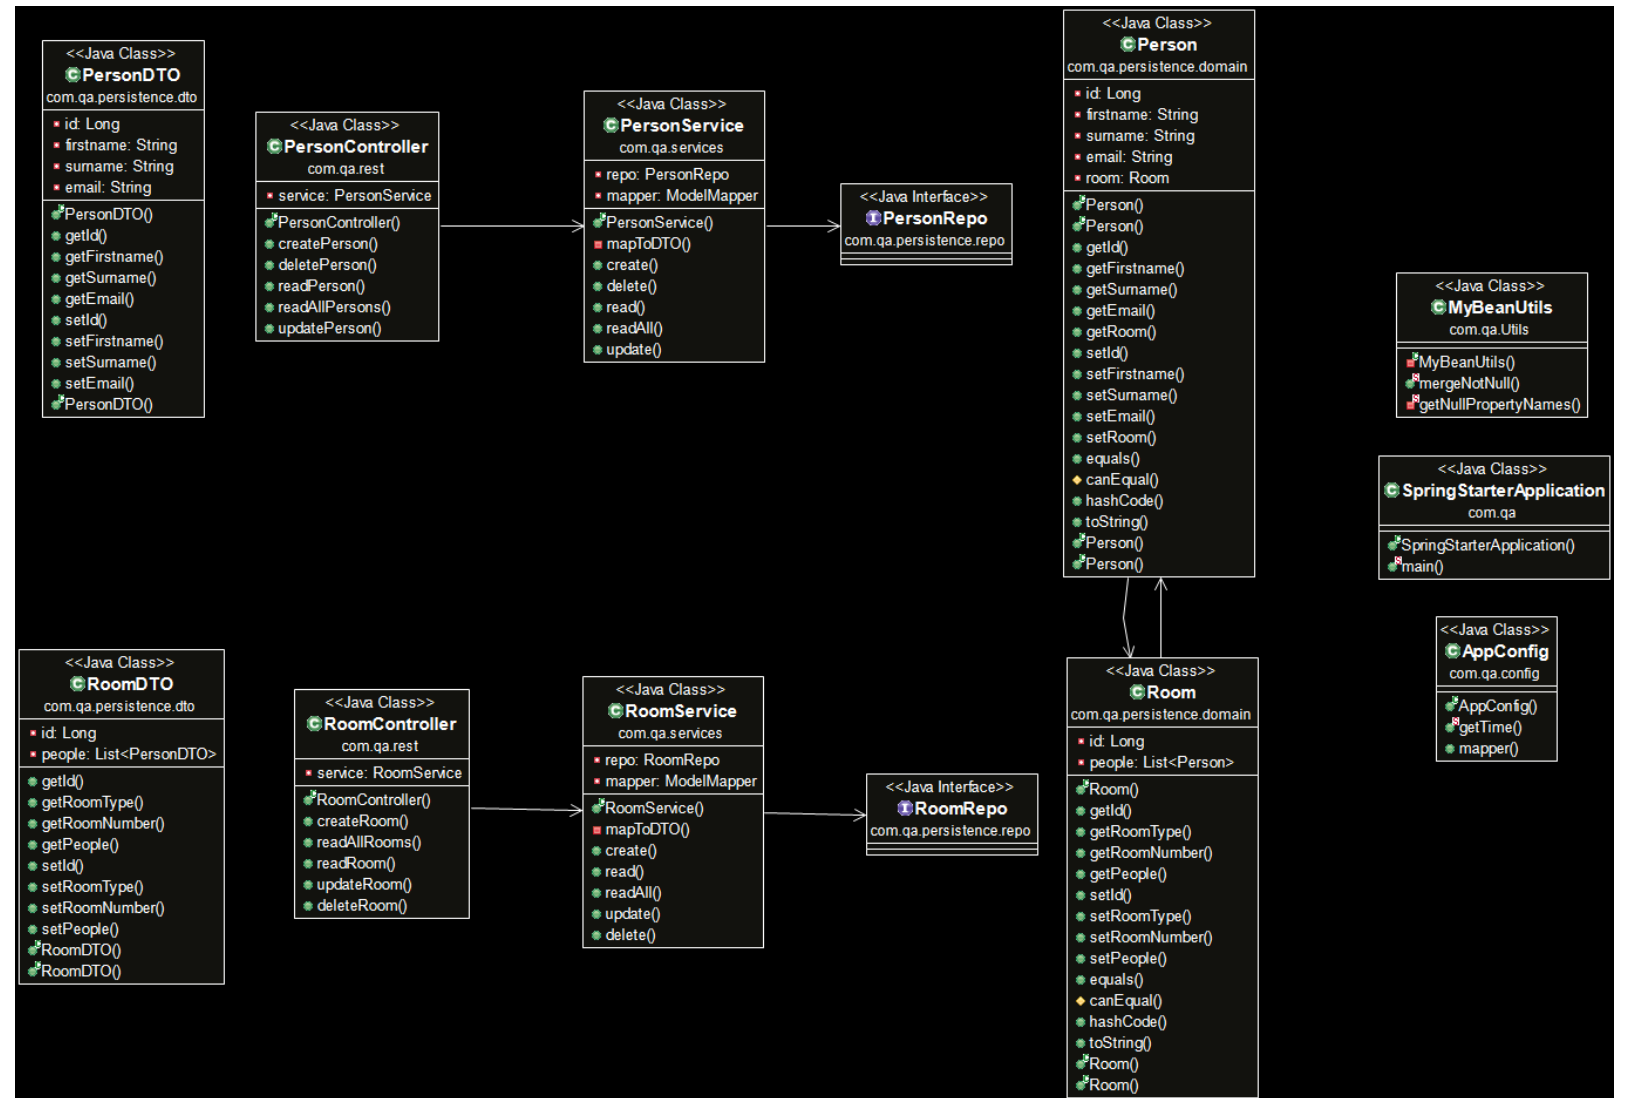 <<Java Class>>
PersonDTO
com.qa.persistence.dto
id: Long
firstname: String
surname: String
email: String
PersonDTO()
getId()
getFirstname()
getSurname()
getEmail()
setId()
setFirstname()
setSurname()
setEmail()
PersonDTO()
<<Java Class>>
PersonController
com.qa.rest
service: PersonService
PersonController()
createPerson()
deletePerson()
readPerson()
readAllPersons()
updatePerson()
<<Java Class>>
PersonService
com.qa.services
repo: PersonRepo
mapper: ModelMapper
PersonService()
mapToDTO()
create()
delete()
read()
readAll()
update()
<<Java Interface>>
PersonRepo
com.qa.persistence.repo
<<Java Class>>
Person
com.qa.persistence.domain
id: Long
firstname: String
surname: String
email: String
room: Room
Person()
Person()
getId()
getFirstname()
getSurname()
getEmail()
getRoom()
setId()
setFirstname()
setSurname()
setEmail()
setRoom()
equals()
canEqual()
hashCode()
toString()
Person()
Person()
<<Java Class>>
MyBeanUtils
com.qa.Utils
MyBeanUtils()
mergeNotNull()
getNullPropertyNames()
<<Java Class>>
SpringStarterApplication
com.qa
SpringStarterApplication()
main()
<<Java Class>>
AppConfig
com.qa.config
AppConfig()
getTime()
mapper()
<<Java Class>>
RoomDTO
com.qa.persistence.dto
id: Long
people: List<PersonDTO>
getId()
getRoomType()
getRoomNumber()
getPeople()
setId()
setRoomType()
setRoomNumber()
setPeople()
RoomDTO()
RoomDTO()
<<Java Class>>
RoomController
com.qa.rest
service: RoomService
RoomController()
createRoom()
readAllRooms()
readRoom()
updateRoom()
deleteRoom()
<<Java Class>>
RoomService
com.qa.services
repo: RoomRepo
mapper: ModelMapper
RoomService()
mapToDTO()
create()
read()
readAll()
update()
delete()
<<Java Interface>>
RoomRepo
com.qa.persistence.repo
<<Java Class>>
Room
com.qa.persistence.domain
id: Long
people: List<Person>
Room()
getId()
getRoomType()
getRoomNumber()
getPeople()
setId()
setRoomType()
setRoomNumber()
setPeople()
equals()
canEqual()
hashCode()
toString()
Room()
Room()